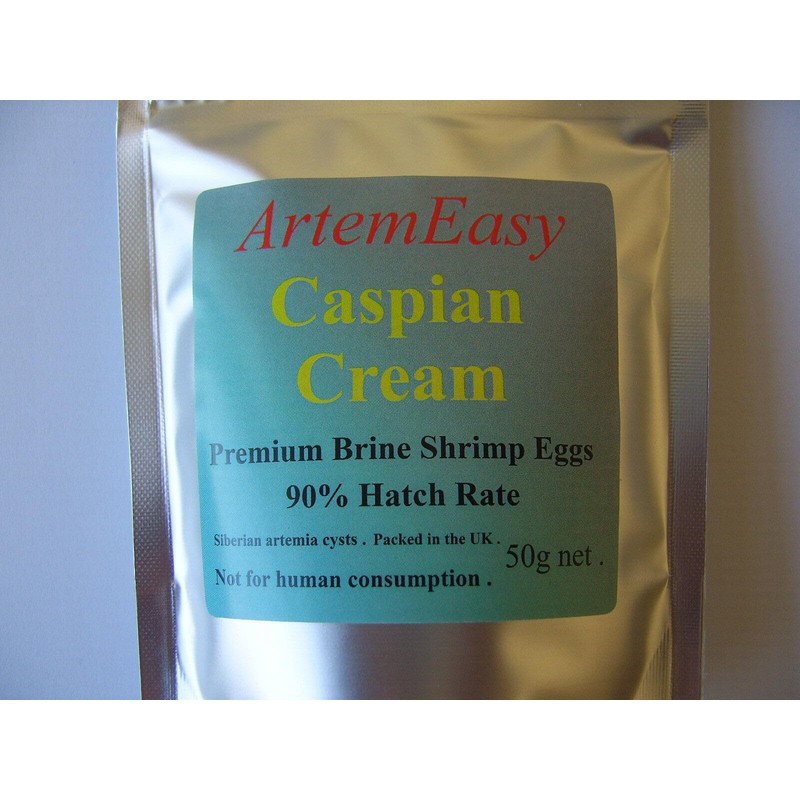 ArtemEasy
Caspian
Cream
Premium Brine Shrimp Eggs
90% Hatch Rate
Siberian artemia cysts . Packed in the UK .
50g net .
Not for human consumption .